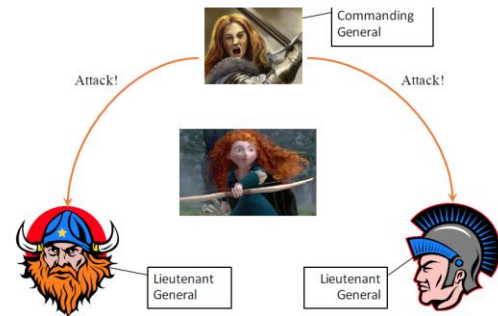 Commanding
General
Attack!
Attack!
Lieutenant
General
Lieutenant
General